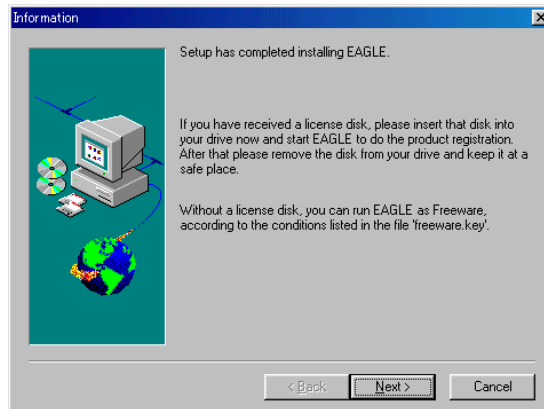 Information
Setup has completed installing EAGLE.
If you have received a license disk, please insert that disk into
your drive now and start EAGLE to do the product registration.
After that please remove the disk from your drive and keep it at a
safe place.
Without a license disk, you can run EAGLE as Freeware,
according to the conditions listed in the file 'freeware.key'.
< Back
Next >
Cancel